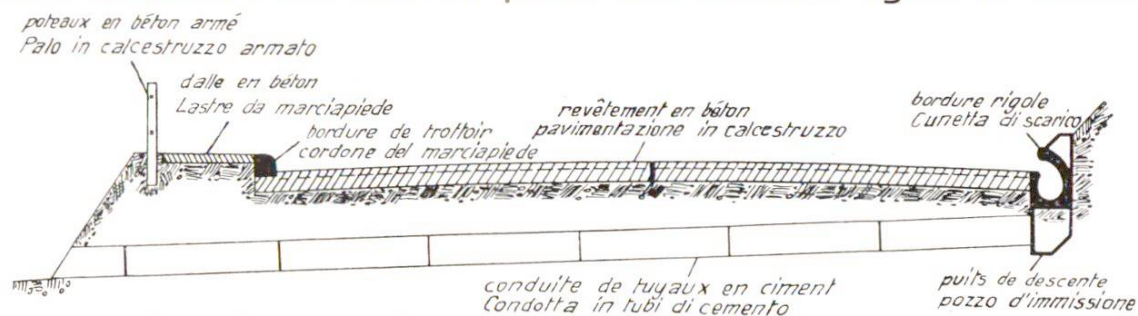 poteaux en béton armé
Palo in calcestruzzo armato
dalle en béton
Lastre da marciapiede
bordure de trottoir
cordone del marciapiede
revêtement en béton
pavimentazione in calcestruzzo
bordure rigole
Cunetta di scarico
conduite de tuyaux en ciment
Condotta in tubi di cemento
puits de descente
pozzo d'immissione